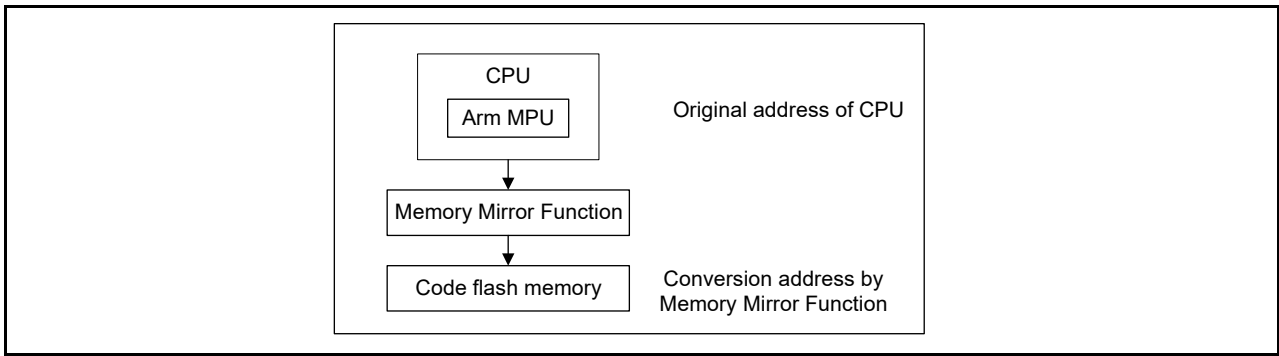 CPU
Arm MPU
Original address of CPU
Memory Mirror Function
Code flash memory
Conversion address by
Memory Mirror Function